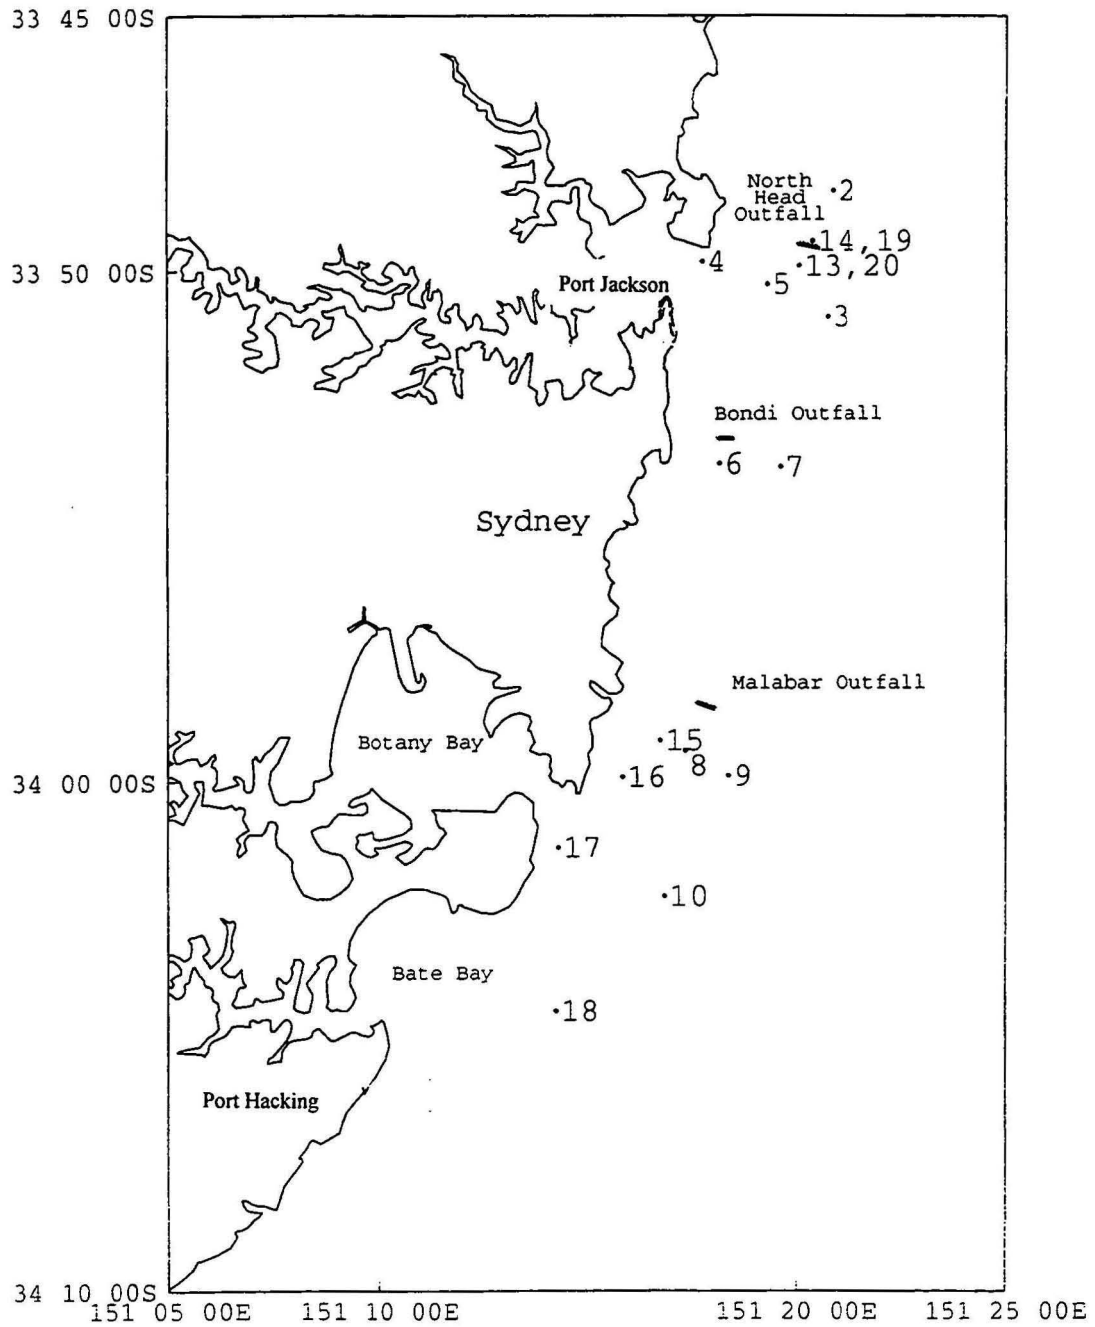 33 45 00S
North
Head
Outfall
.2
.14,19
33 50 00S
.4
.13,20
Port Jackson
.5
.3
Bondi Outfall
.6
.7
Sydney
Malabar Outfall
Botany Bay
.15
.8
34 00 00S
.16
.9
.17
.10
Bate Bay
.18
Port Hacking
34 10 00S
151 05 00E
151 10 00E
151 20 00E
151 25 00E